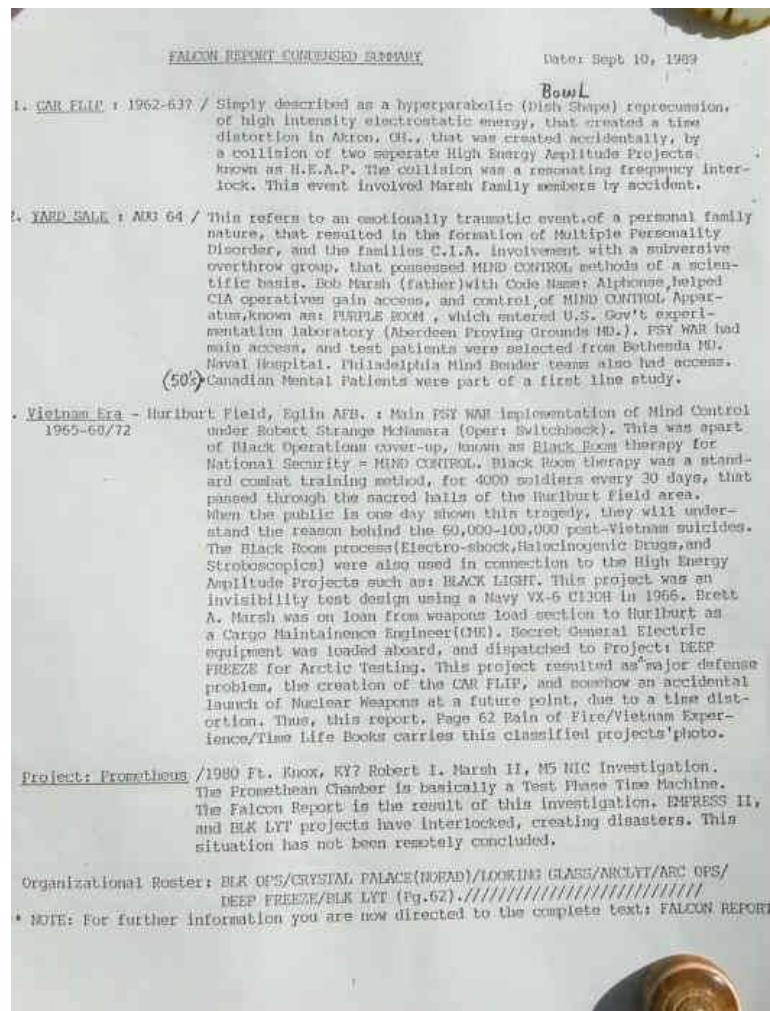 FALCON REPORT CONDENSED SUMMARY Date: Sept 10, 1989
BOWL
1. CAR FLIP : 1962-63? / Simply described as a hyperparabolic (Dish Shape) reprecussion,
of high intensity electrostatic energy, that created a time
distortion in Akron, OH., that was created accidentally, by
a collision of two seperate High Energy Amplitude Projects
known as H.E.A.P. The collision was a resonating frequency inter-
lock. This event involved Marsh family members by accident.
2. YARD SALE : AUG 64 / This refers to an emotionally traumatic event,of a personal family
nature, that resulted in the formation of Multiple Personality
Disorder, and the families C.I.A. involvement with a subversive
overthrow group, that possessed MIND CONTROL methods of a scien-
tific basis. Bob Marsh (father)with Code Name: Alphonse,helped
CIA operatives gain access, and control,of MIND CONTROL Appar-
atus,known as: PURPLE ROOM , which entered U.S. Gov't experi-
mentation laboratory (Aberdeen Proving Grounds MD.). PSY WAR had
main access, and test patients were selected from Bethesda MD.
Naval Hospital. Philadelphia Mind Bender teams also had access.
(50's) Canadian Mental Patients were part of a first line study.
. Vietnam Era - Hurlburt Field, Eglin AFB. : Main PSY WAR implementation of Mind Control
1965-68/72 under Robert Strange McNamara (Oper: Switchback). This was apart
of Black Operations cover-up, known as Black Room therapy for
National Security = MIND CONTROL. Black Room therapy was a stand-
ard combat training method, for 4000 soldiers every 30 days, that
passed through the sacred halls of the Hurlburt Field area.
When the public is one day shown this tragedy, they will under-
stand the reason behind the 60,000-100,000 post-Vietnam suicides.
The Black Room process(Electro-shock,Halocinogenic Drugs,and
Stroboscopics) were also used in connection to the High Energy
Amplitude Projects such as: BLACK LIGHT. This project was an
invisibility test design using a Navy VX-6 C130H in 1966. Brett
A. Marsh was on loan from weapons load section to Hurlburt as
a Cargo Maintainence Engineer(CME). Secret General Electric
equipment was loaded aboard, and dispatched to Project: DEEP
FREEZE for Arctic Testing. This project resulted as^major defense
problem, the creation of the CAR FLIP, and somehow an accidental
launch of Nuclear Weapons at a future point, due to a time dist-
ortion. Thus, this report. Page 62 Rain of Fire/Vietnam Exper-
ience/Time Life Books carries this classified projects'photo.
Project: Prometheus /1980 Ft. Knox, KY? Robert I. Marsh II, M5 NIC Investigation.
The Promethean Chamber is basically a Test Phase Time Machine.
The Falcon Report is the result of this investigation. EMPRESS II,
and BLK LYT projects have interlocked, creating disasters. This
situation has not been remotely concluded.
Organizational Roster: BLK OPS/CRYSTAL PALACE(NORAD)/LOOKING GLASS/ARCLYT/ARC OPS/
DEEP FREEZE/BLK LYT (Pg.62).////////////////////////////
* NOTE: For further information you are now directed to the complete text: FALCON REPORT